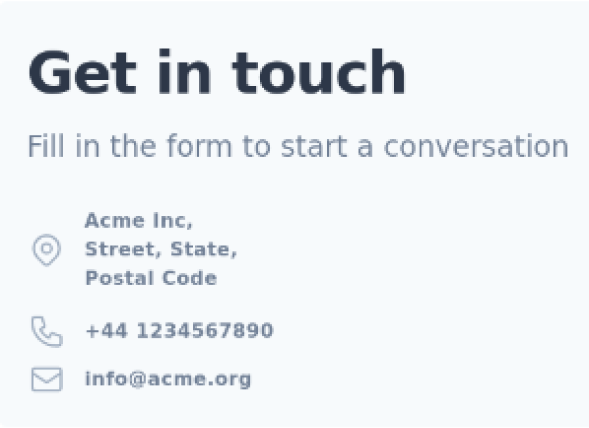 Get in touch
Fill in the form to start a conversation
Acme Inc,
Street, State,
Postal Code
+44 1234567890
info@acme.org